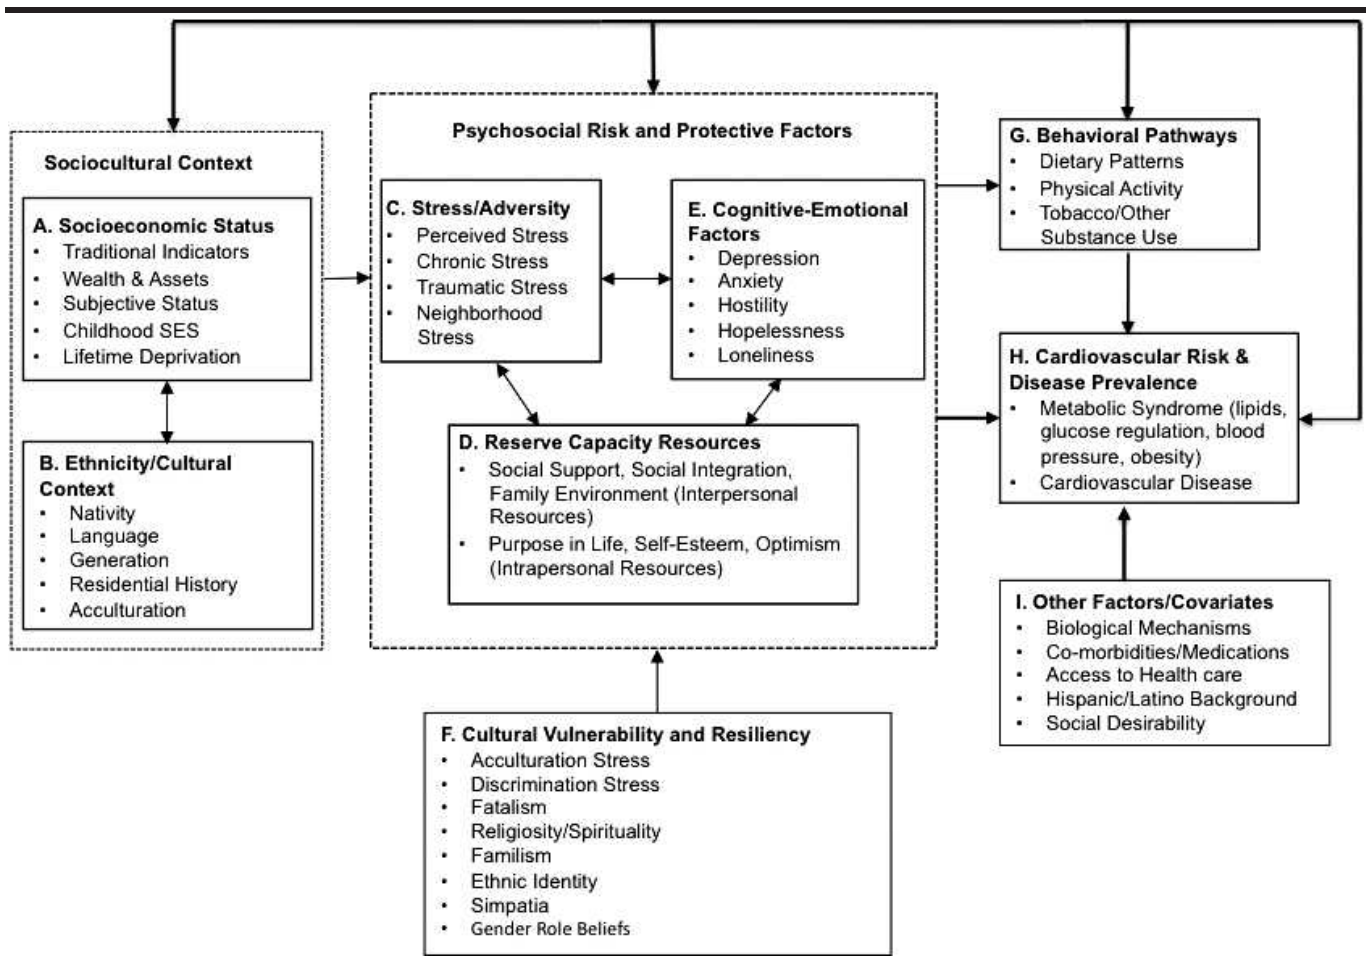 Sociocultural Context
A. Socioeconomic Status
• Traditional Indicators
• Wealth & Assets
• Subjective Status
• Childhood SES
• Lifetime Deprivation
B. Ethnicity/Cultural
Context
• Nativity
• Language
• Generation
• Residential History
• Acculturation
Psychosocial Risk and Protective Factors
C. Stress/Adversity
• Perceived Stress
• Chronic Stress
• Traumatic Stress
• Neighborhood
Stress
E. Cognitive-Emotional
Factors
• Depression
• Anxiety
• Hostility
• Hopelessness
• Loneliness
D. Reserve Capacity Resources
• Social Support, Social Integration,
Family Environment (Interpersonal
Resources)
• Purpose in Life, Self-Esteem, Optimism
(Intrapersonal Resources)
F. Cultural Vulnerability and Resiliency
• Acculturation Stress
• Discrimination Stress
• Fatalism
• Religiosity/Spirituality
• Familism
• Ethnic Identity
• Simpatia
• Gender Role Beliefs
G. Behavioral Pathways
• Dietary Patterns
• Physical Activity
• Tobacco/Other
Substance Use
H. Cardiovascular Risk &
Disease Prevalence
• Metabolic Syndrome (lipids,
glucose regulation, blood
pressure, obesity)
• Cardiovascular Disease
I. Other Factors/Covariates
• Biological Mechanisms
• Co-morbidities/Medications
• Access to Health care
• Hispanic/Latino Background
• Social Desirability